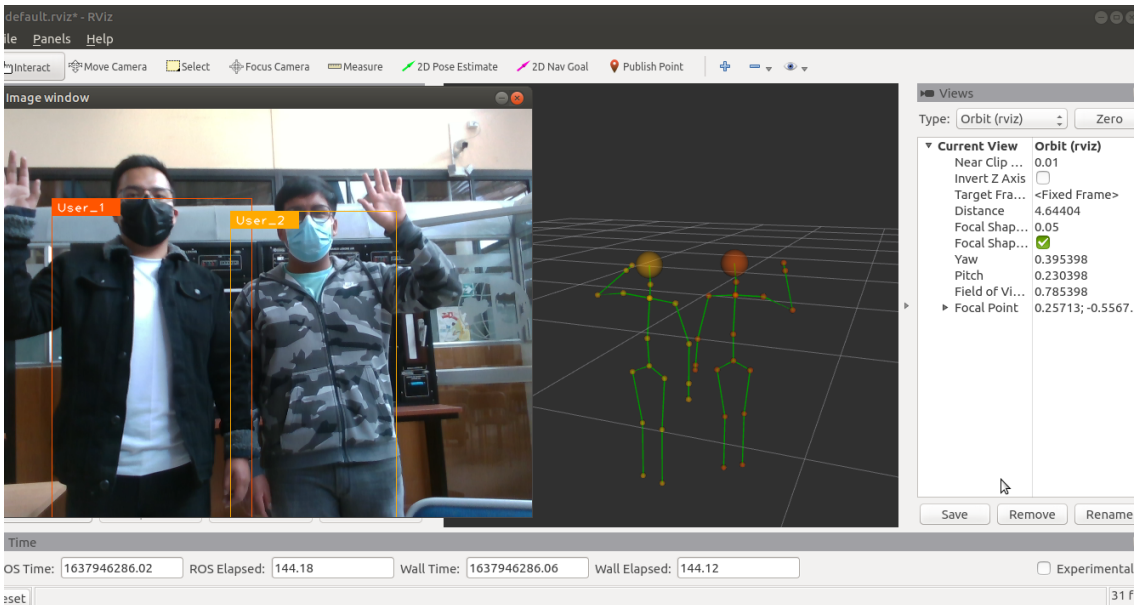 default.rviz* - RViz
ile Panels Help
Interact Move Camera Select Focus Camera Measure 2D Pose Estimate 2D Nav Goal Publish Point
Image window
User_1
User_2
Views
Type: Orbit (rviz) Zero
Current View Orbit (rviz)
Near Clip ... 0.01
Invert Z Axis
Target Fra... <Fixed Frame>
Distance 4.64404
Focal Shap... 0.05
Focal Shap...
Yaw 0.395398
Pitch 0.230398
Field of Vi... 0.785398
Focal Point 0.25713; -0.5567.
Save Remove Rename
Time
OS Time: 1637946286.02 ROS Elapsed: 144.18 Wall Time: 1637946286.06 Wall Elapsed: 144.12 Experimental
eset 31 f